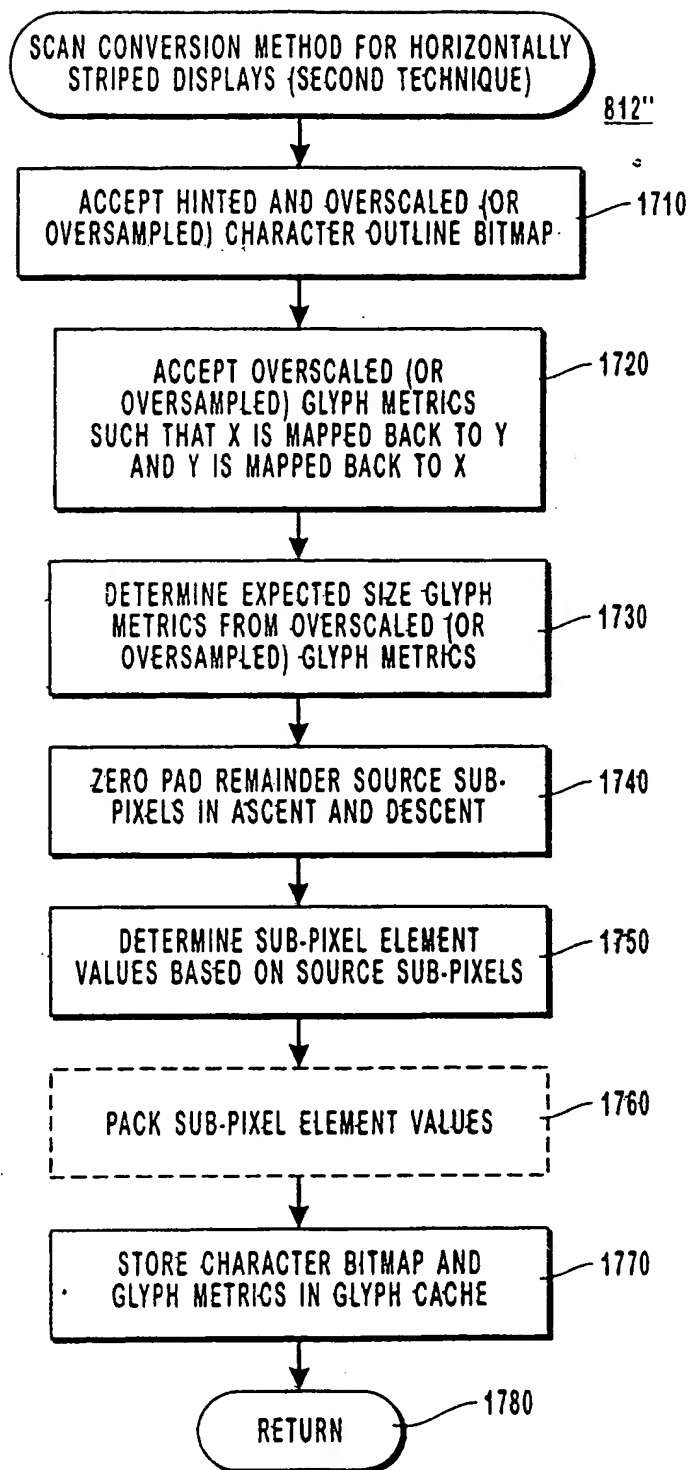 SCAN CONVERSION METHOD FOR HORIZONTALLY
STRIPED DISPLAYS (SECOND TECHNIQUE)
812"
ACCEPT HINTED AND OVERSCALED (OR
OVERSAMPLED) CHARACTER OUTLINE BITMAP
1710
ACCEPT OVERSCALED (OR
OVERSAMPLED) GLYPH METRICS
SUCH THAT X IS MAPPED BACK TO Y
AND Y IS MAPPED BACK TO X
1720
DETERMINE EXPECTED SIZE GLYPH
METRICS FROM OVERSCALED (OR
OVERSAMPLED) GLYPH METRICS
1730
ZERO PAD REMAINDER SOURCE SUB-
PIXELS IN ASCENT AND DESCENT
1740
DETERMINE SUB-PIXEL ELEMENT
VALUES BASED ON SOURCE SUB-PIXELS
1750
PACK SUB-PIXEL ELEMENT VALUES
1760
STORE CHARACTER BITMAP AND
GLYPH METRICS IN GLYPH CACHE
1770
RETURN
1780